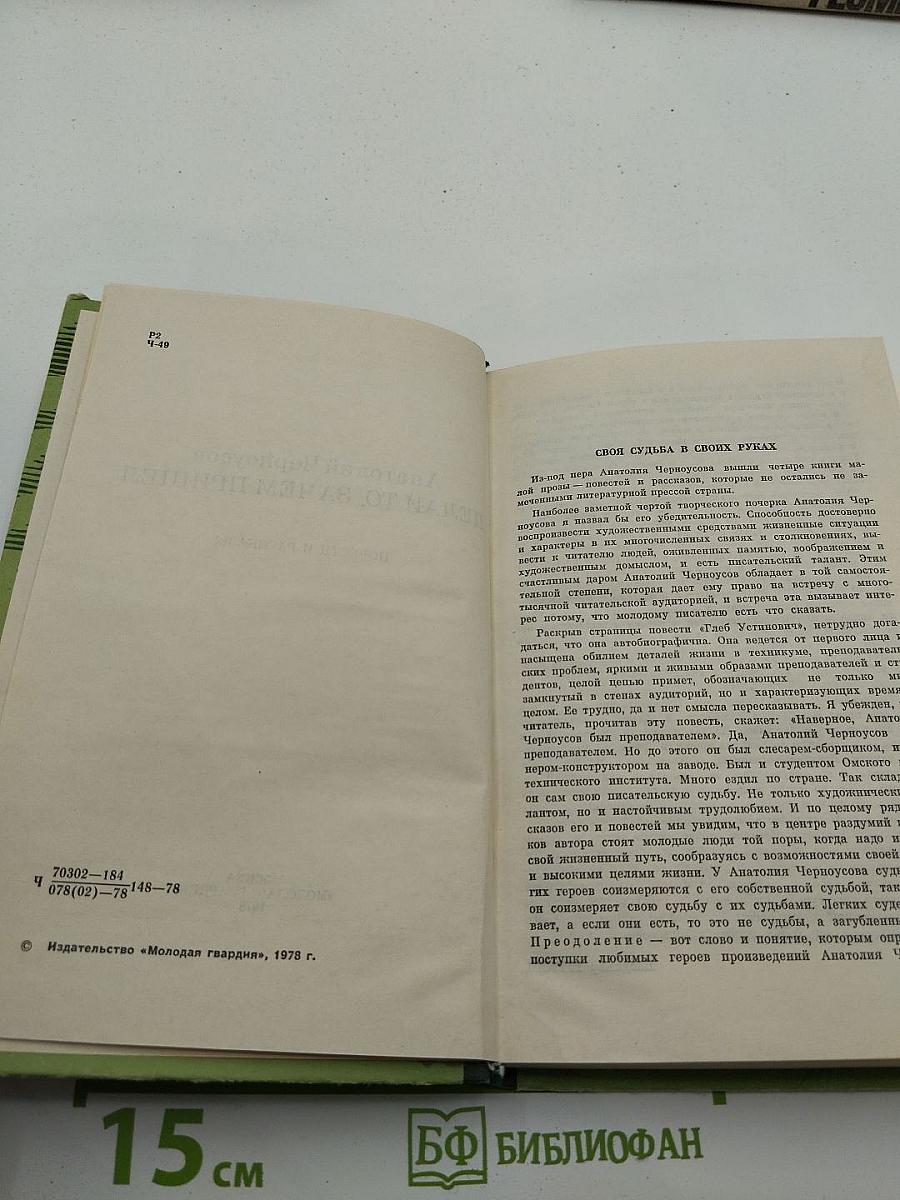 Р2
Ч-49
Ч 70302—184
078(02)—78 148—78
© Издательство «Молодая гвардия», 1978 г.
СВОЯ СУДЬБА В СВОИХ РУКАХ
Из-под пера Анатолия Черноусова вышли четыре книги ма-
лой прозы — повестей и рассказов, которые не остались не за-
меченными литературной прессой страны.
Наиболее заметной чертой творческого почерка Анатолия Чер-
ноусова я назвал бы его убедительность. Способность достоверно
воспроизвести художественными средствами жизненные ситуации
и характеры в их многочисленных связях и столкновениях, вы-
вести к читателю людей, оживленных памятью, воображением и
художественным домыслом, и есть писательский талант. Этим
счастливым даром Анатолий Черноусов обладает в той самостоя-
тельной степени, которая дает ему право на встречу с много-
тысячной читательской аудиторией, и встреча эта вызывает инте-
рес потому, что молодому писателю есть что сказать.
Раскрыв страницы повести «Глеб Устинович», нетрудно дога-
даться, что она автобиографична. Она ведется от первого лица и
насыщена обилием деталей жизни в техникуме, преподаватель
ских проблем, яркими и живыми образами преподавателей и ст
дентов, целой цепью примет, обозначающих не только ми
замкнутый в стенах аудиторий, но и характеризующих время
целом. Ее трудно, да и нет смысла пересказывать. Я убежден,
читатель, прочитав эту повесть, скажет: «Наверное, Анато
Черноусов был преподавателем». Да, Анатолий Черноусов
преподавателем. Но до этого он был слесарем-сборщиком, и
нером-конструктором на заводе. Был и студентом Омского
технического института. Много ездил по стране. Так склад
он сам свою писательскую судьбу. Не только художническ
лантом, но и настойчивым трудолюбием. И по целому ряд
сказов его и повестей мы увидим, что в центре раздумий
ков автора стоят молодые люди той поры, когда надо и
свой жизненный путь, сообразуясь с возможностями своей
и высокими целями жизни. У Анатолия Черноусова судь
гих героев соизмеряются с его собственной судьбой, так
он соизмеряет свою судьбу с их судьбами. Легких суде
вает, а если они есть, то это не судьбы, а загубленны
Преодоление — вот слово и понятие, которым опр
поступки любимых героев произведений Анатолия Ч
15 см
БФ БИБЛИОФАН